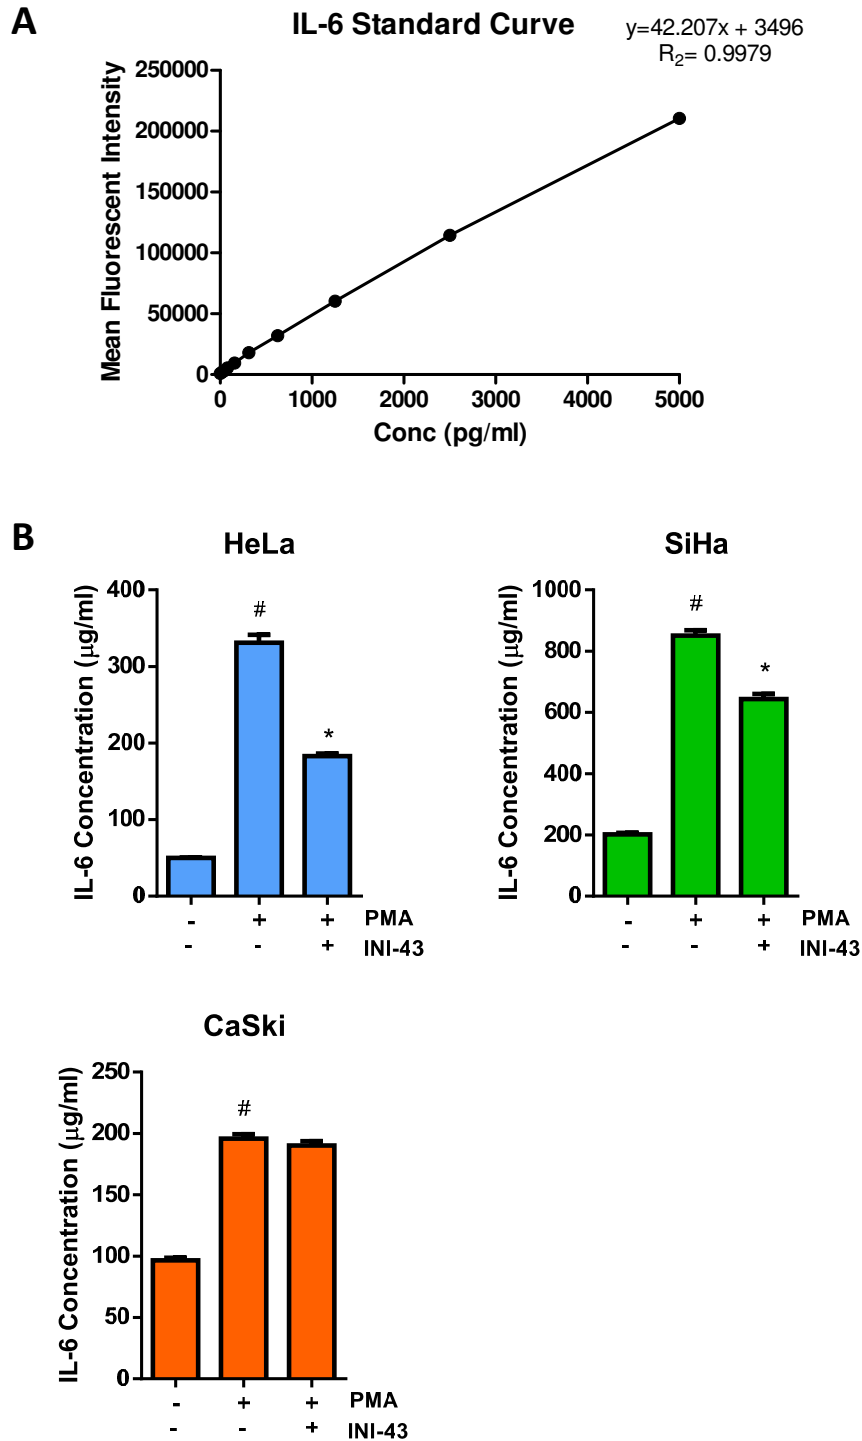 A
IL-6 Standard Curve
y=42.207x + 3496
R2= 0.9979
Mean Fluorescent Intensity
250000
200000
150000
100000
50000
0
0 1000 2000 3000 4000 5000
Conc (pg/ml)
B
HeLa
IL-6 Concentration (μg/ml)
400
300
200
100
0
#
*
- + + PMA
- - + INI-43
SiHa
IL-6 Concentration (μg/ml)
1000
800
600
400
200
0
#
*
- + + PMA
- - + INI-43
CaSki
IL-6 Concentration (μg/ml)
250
200
150
100
50
0
#
- + + PMA
- - + INI-43